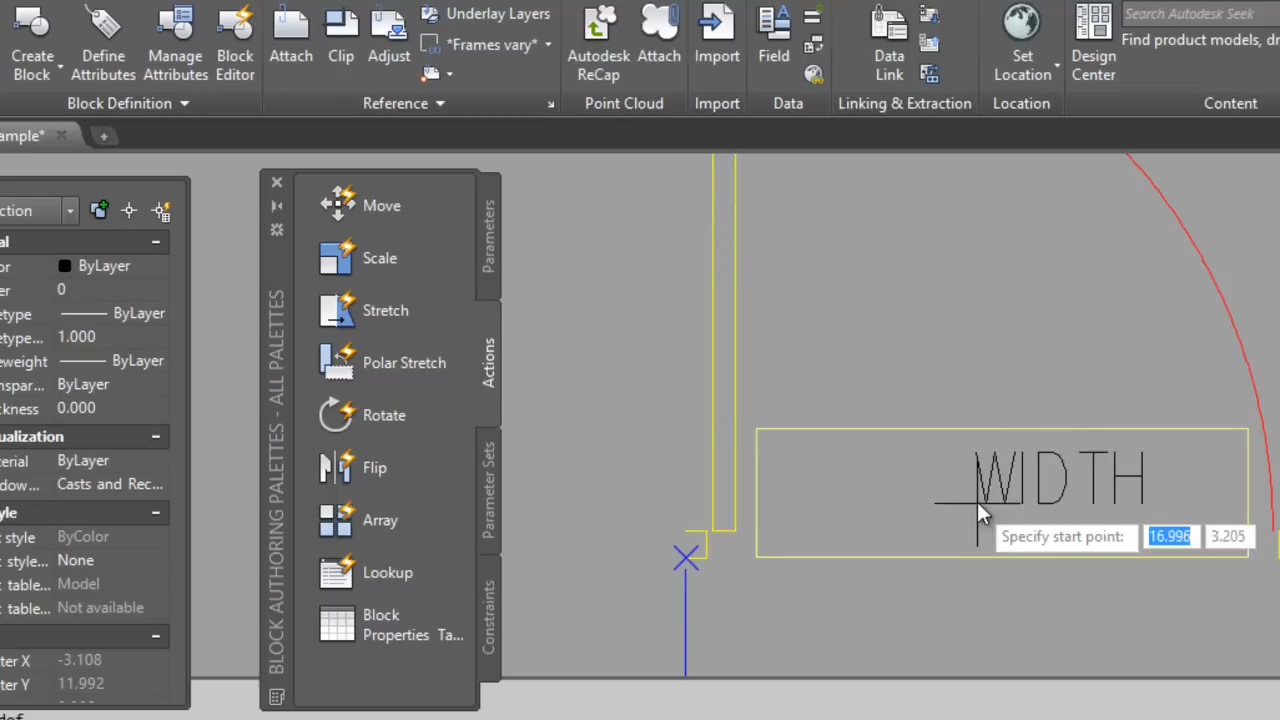 Create
Block
Define
Attributes
Manage
Attributes
Block
Editor
Block Definition
Attach
Clip
Adjust
Underlay Layers
*Frames vary*
Reference
Autodesk
ReCap
Attach
Point Cloud
Import
Import
Field
Data
Data
Link
Linking & Extraction
Set
Location
Location
Design
Center
Search Autodesk Seek
Find product models, dr
Content
ample*
ction
al
or ByLayer
er 0
etype ByLayer
etype... 1.000
eweight ByLayer
nspar... ByLayer
ckness 0.000
ualization
terial ByLayer
dow... Casts and Rec...
yle
t style ByColor
t style None
t table... Model
t table... Not available
ter X -3.108
ter Y 11.992
def
BLOCK AUTHORING PALETTES - ALL PALETTES
Move
Scale
Stretch
Polar Stretch
Rotate
Flip
Array
Lookup
Block
Properties Ta...
Parameters
Actions
Parameter Sets
Constraints
WIDTH
Specify start point: 16.996 3.205